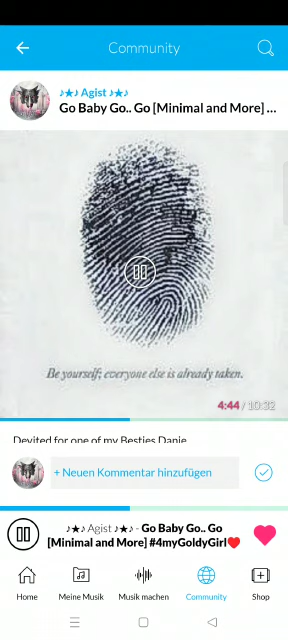 Community
♪★♪ Agist ♪★♪
Go Baby Go.. Go [Minimal and More] ...
Be yourself; everyone else is already taken.
4:44 / 10:32
Devited for one of my Besties Danie
+ Neuen Kommentar hinzufügen
♪★♪ Agist ♪★♪ - Go Baby Go.. Go
[Minimal and More] #4myGoldyGirl❤️
Home
Meine Musik
Musik machen
Community
Shop